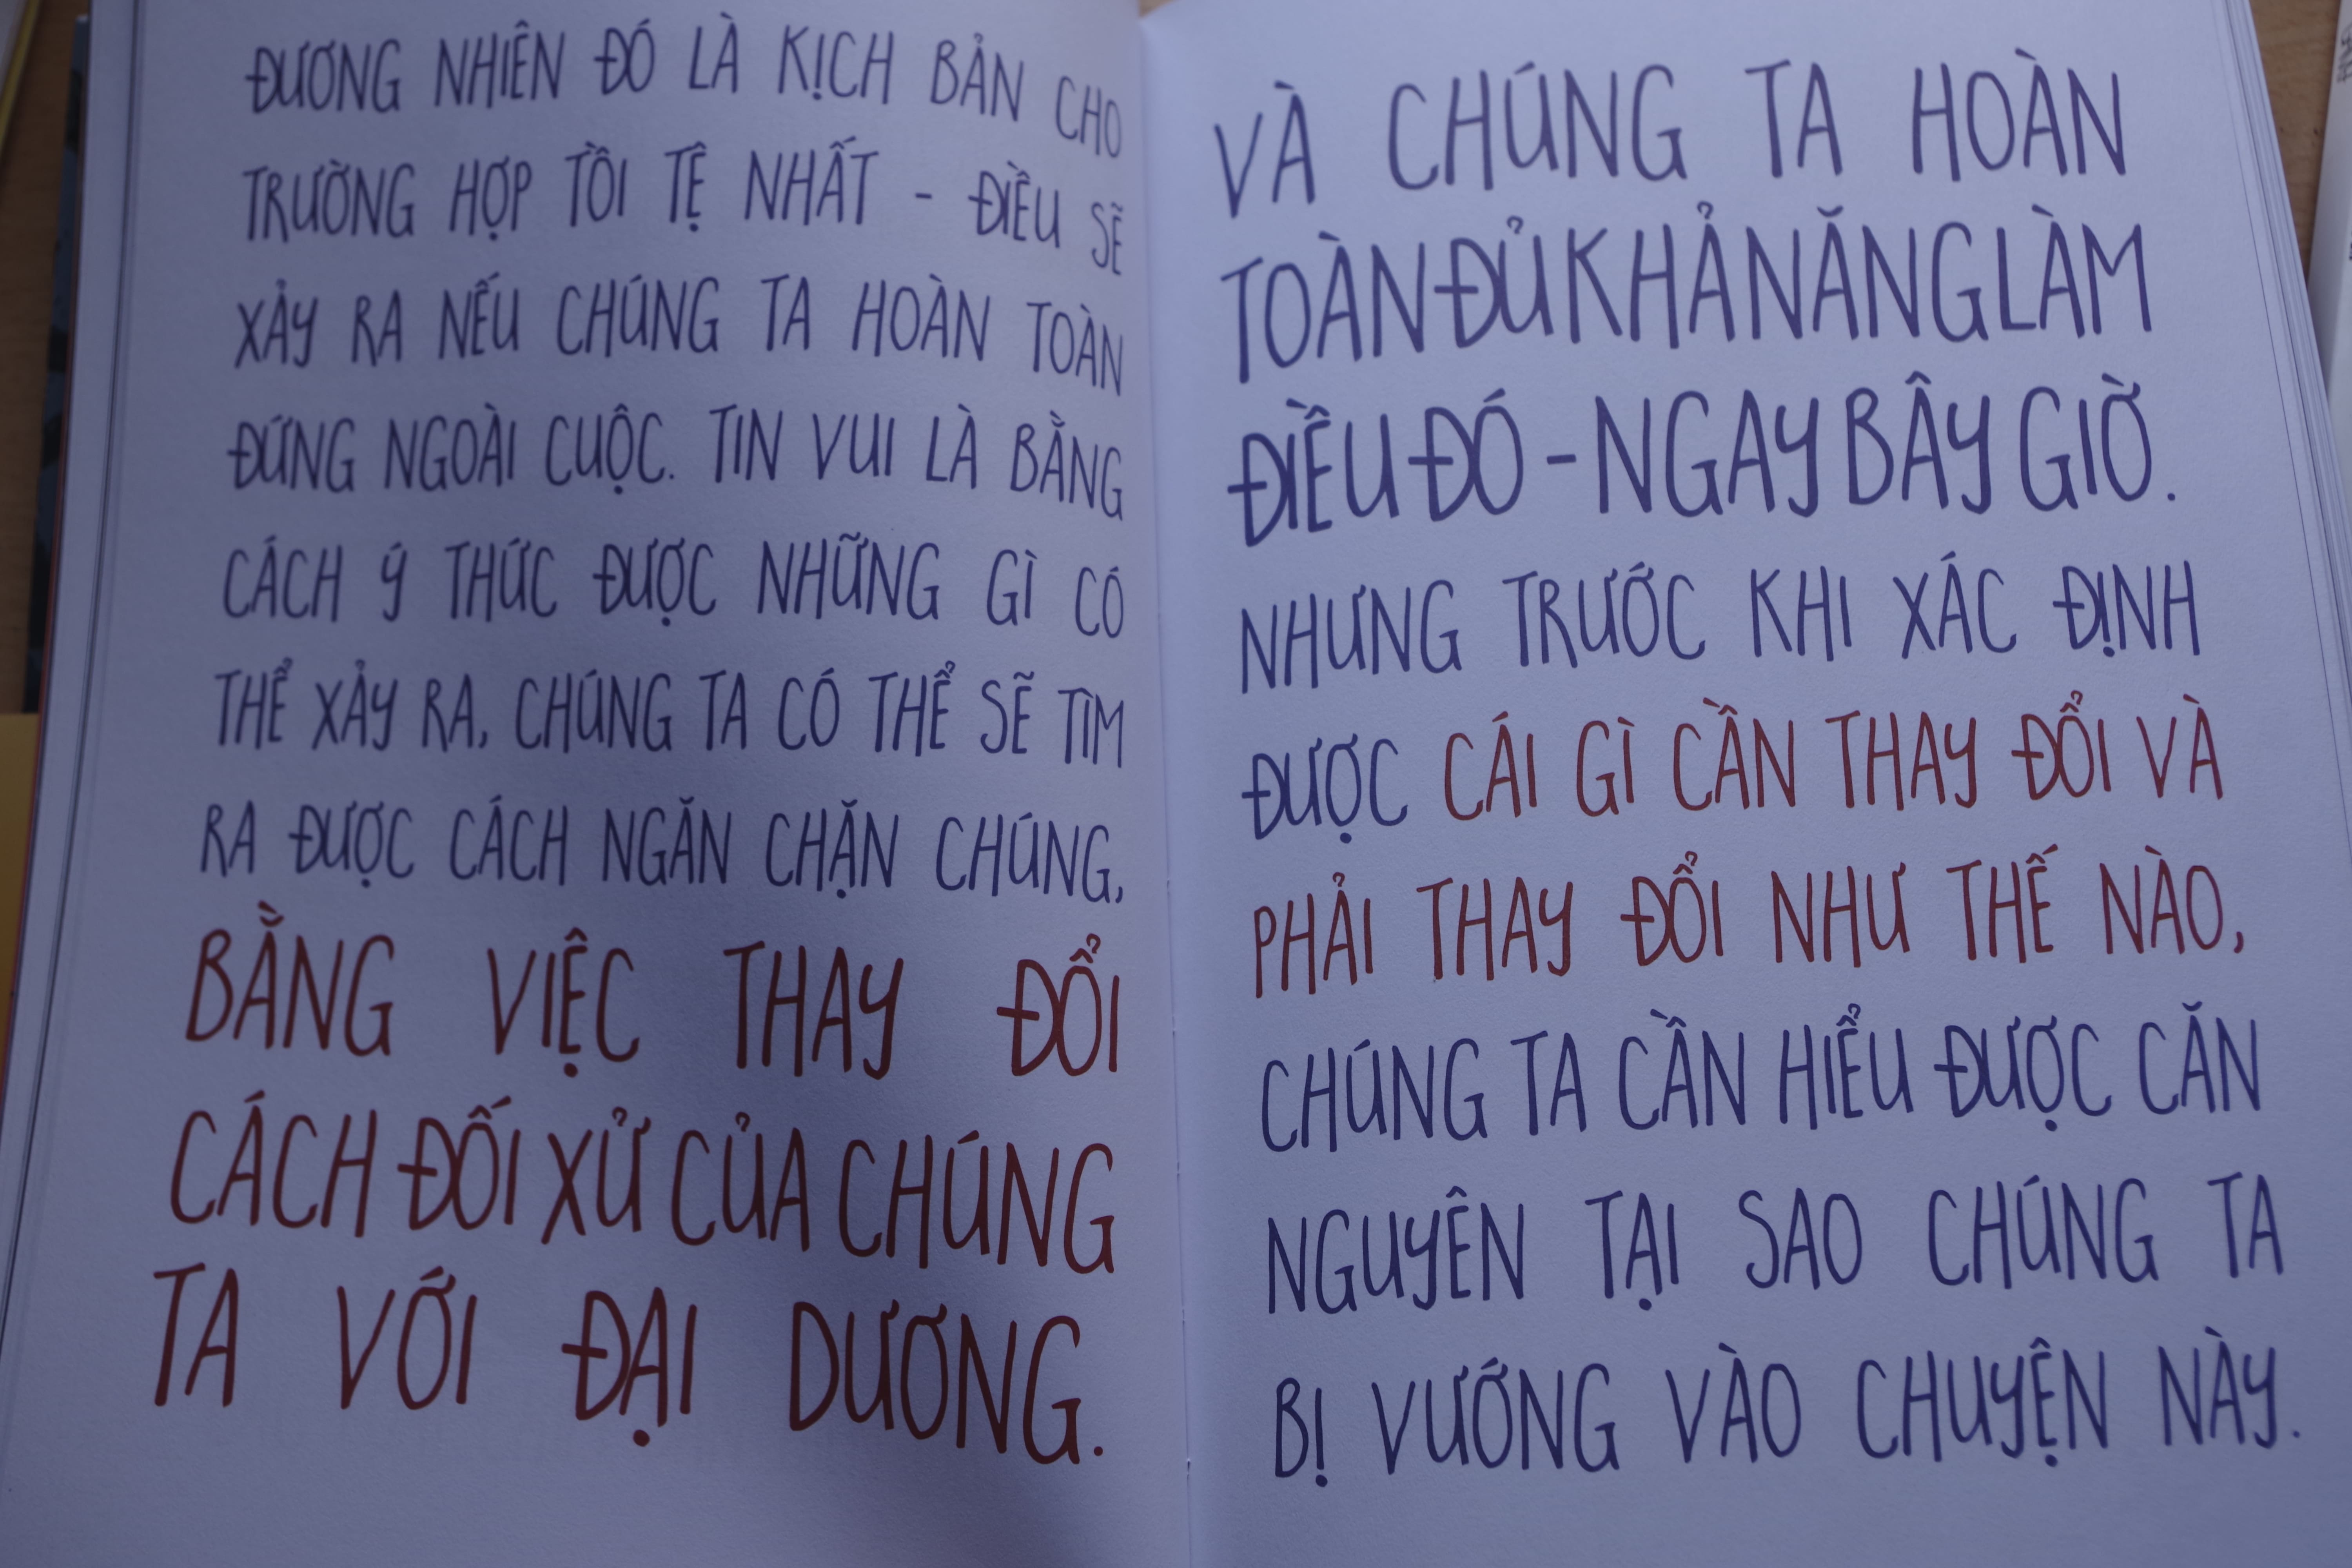 ĐƯƠNG NHIÊN ĐÓ LÀ KỊCH BẢN CHO
TRƯỜNG HỢP TỒI TỆ NHẤT - ĐIỀU SẼ
XẢY RA NẾU CHÚNG TA HOÀN TOÀN
ĐỨNG NGOÀI CUỘC. TIN VUI LÀ BẰNG
CÁCH Ý THỨC ĐƯỢC NHỮNG GÌ CÓ
THỂ XẢY RA, CHÚNG TA CÓ THỂ SẼ TÌM
RA ĐƯỢC CÁCH NGĂN CHẶN CHÚNG,
BẰNG VIỆC THAY ĐỔI
CÁCH ĐỐI XỬ CỦA CHÚNG
TA VỚI ĐẠI DƯƠNG.
VÀ CHÚNG TA HOÀN
TOÀN ĐỦ KHẢ NĂNG LÀM
ĐIỀU ĐÓ - NGAY BÂY GIỜ.
NHƯNG TRƯỚC KHI XÁC ĐỊNH
ĐƯỢC CÁI GÌ CẦN THAY ĐỔI VÀ
PHẢI THAY ĐỔI NHƯ THẾ NÀO,
CHÚNG TA CẦN HIỂU ĐƯỢC CĂN
NGUYÊN TẠI SAO CHÚNG TA
BỊ VƯỚNG VÀO CHUYỆN NÀY.